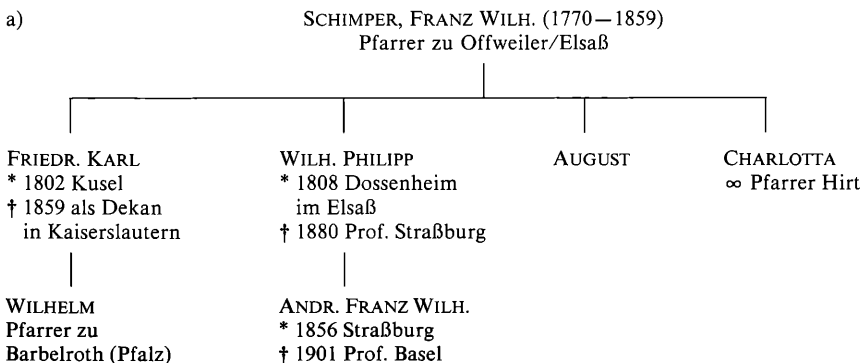 a)
SCHIMPER, FRANZ WILH. (1770—1859)
Pfarrer zu Offweiler/Elsaß
FRIEDR. KARL
* 1802 Kusel
† 1859 als Dekan
in Kaiserslautern
WILH. PHILIPP
* 1808 Dossenheim
im Elsaß
† 1880 Prof. Straßburg
AUGUST
CHARLOTTA
∞ Pfarrer Hirt
WILHELM
Pfarrer zu
Barbelroth (Pfalz)
ANDR. FRANZ WILH.
* 1856 Straßburg
† 1901 Prof. Basel